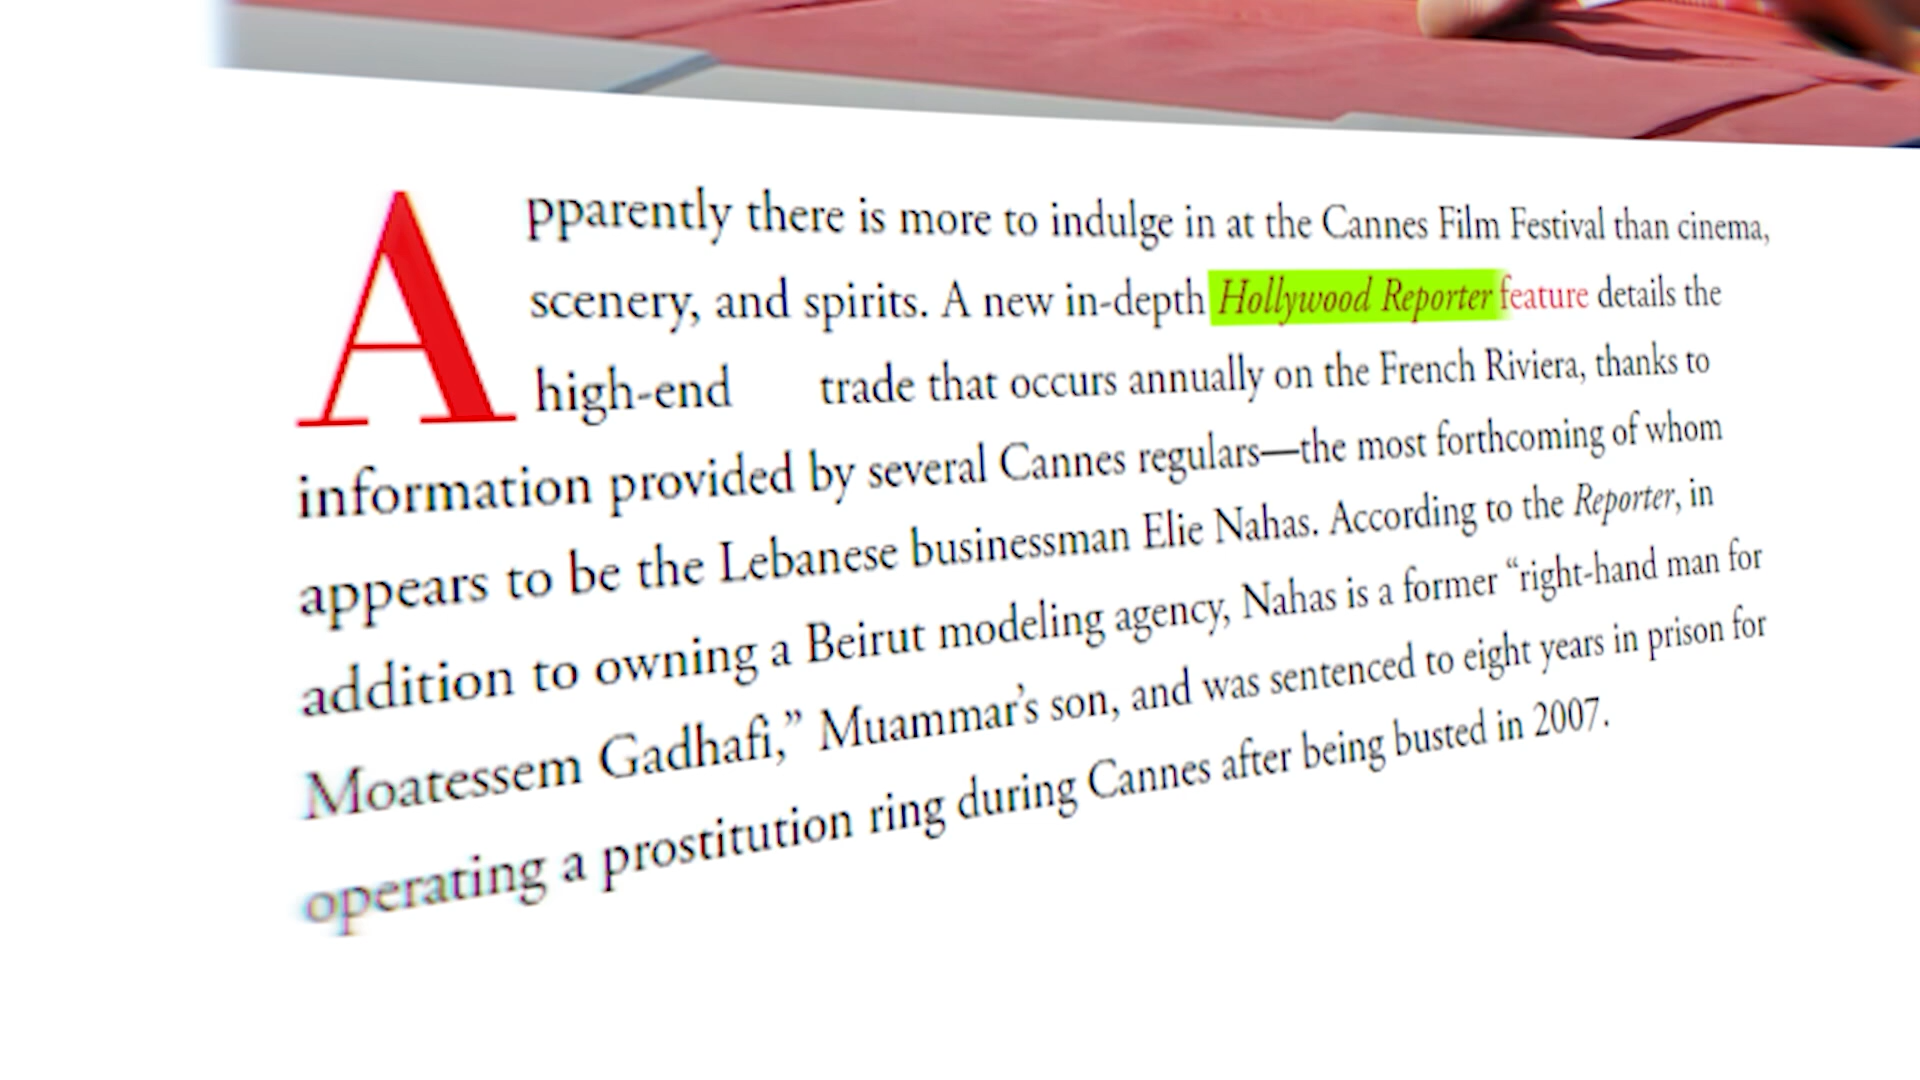 Apparently there is more to indulge in at the Cannes Film Festival than cinema,
scenery, and spirits. A new in-depth Hollywood Reporter feature details the
high-end trade that occurs annually on the French Riviera, thanks to
information provided by several Cannes regulars—the most forthcoming of whom
appears to be the Lebanese businessman Elie Nahas. According to the Reporter, in
addition to owning a Beirut modeling agency, Nahas is a former “right-hand man for
Moatessem Gadhafi,” Muammar’s son, and was sentenced to eight years in prison for
operating a prostitution ring during Cannes after being busted in 2007.